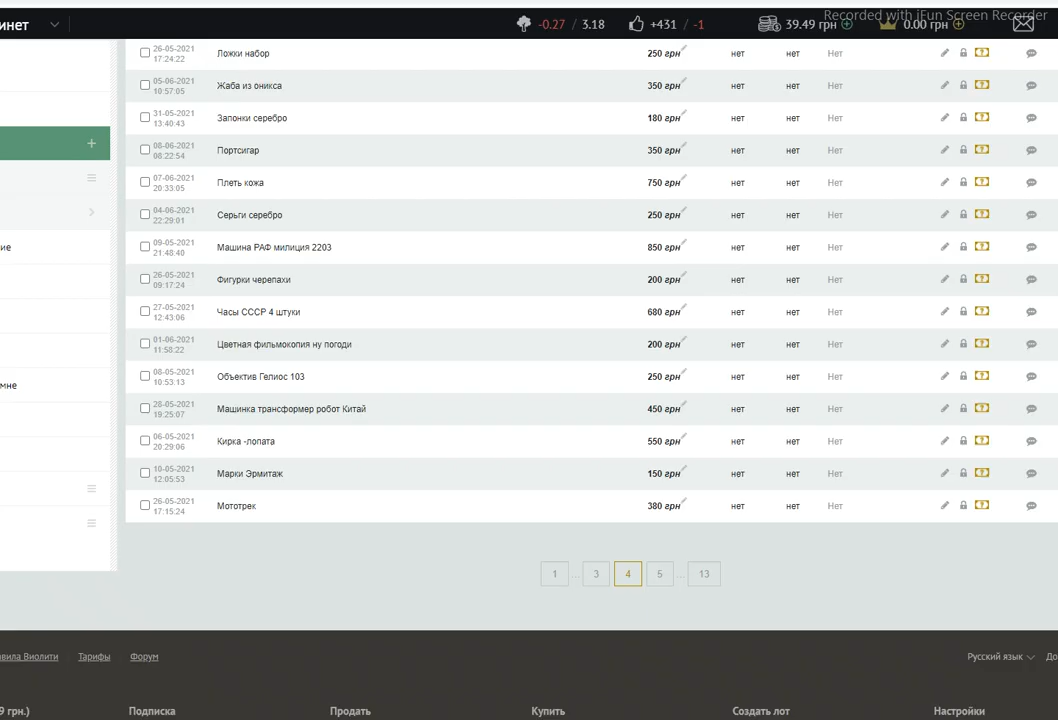 инет -0.27 / 3.18 +431 / -1 39.49 грн 0.00 грн
Recorded with iFun Screen Recorder
26-05-2021 17:24:22 Ложки набор 250 грн нет нет Нет
05-06-2021 10:57:05 Жаба из оникса 350 грн нет нет Нет
31-05-2021 13:40:43 Запонки серебро 180 грн нет нет Нет
08-06-2021 08:22:54 Портсигар 350 грн нет нет Нет
07-06-2021 20:33:05 Плеть кожа 750 грн нет нет Нет
04-06-2021 22:29:01 Серьги серебро 250 грн нет нет Нет
ие 09-05-2021 21:48:40 Машина РАФ милиция 2203 850 грн нет нет Нет
26-05-2021 09:17:24 Фигурки черепахи 200 грн нет нет Нет
27-05-2021 12:43:06 Часы СССР 4 штуки 680 грн нет нет Нет
01-06-2021 11:58:22 Цветная фильмокопия ну погоди 200 грн нет нет Нет
мне 08-05-2021 10:53:13 Объектив Гелиос 103 250 грн нет нет Нет
28-05-2021 19:25:07 Машинка трансформер робот Китай 450 грн нет нет Нет
06-05-2021 20:29:06 Кирка -лопата 550 грн нет нет Нет
10-05-2021 12:05:53 Марки Эрмитаж 150 грн нет нет Нет
26-05-2021 17:15:24 Мототрек 380 грн нет нет Нет
1 ... 3 4 5 ... 13
вила Виолити Тарифы Форум Русский язык До
9 грн.) Подписка Продать Купить Создать лот Настройки